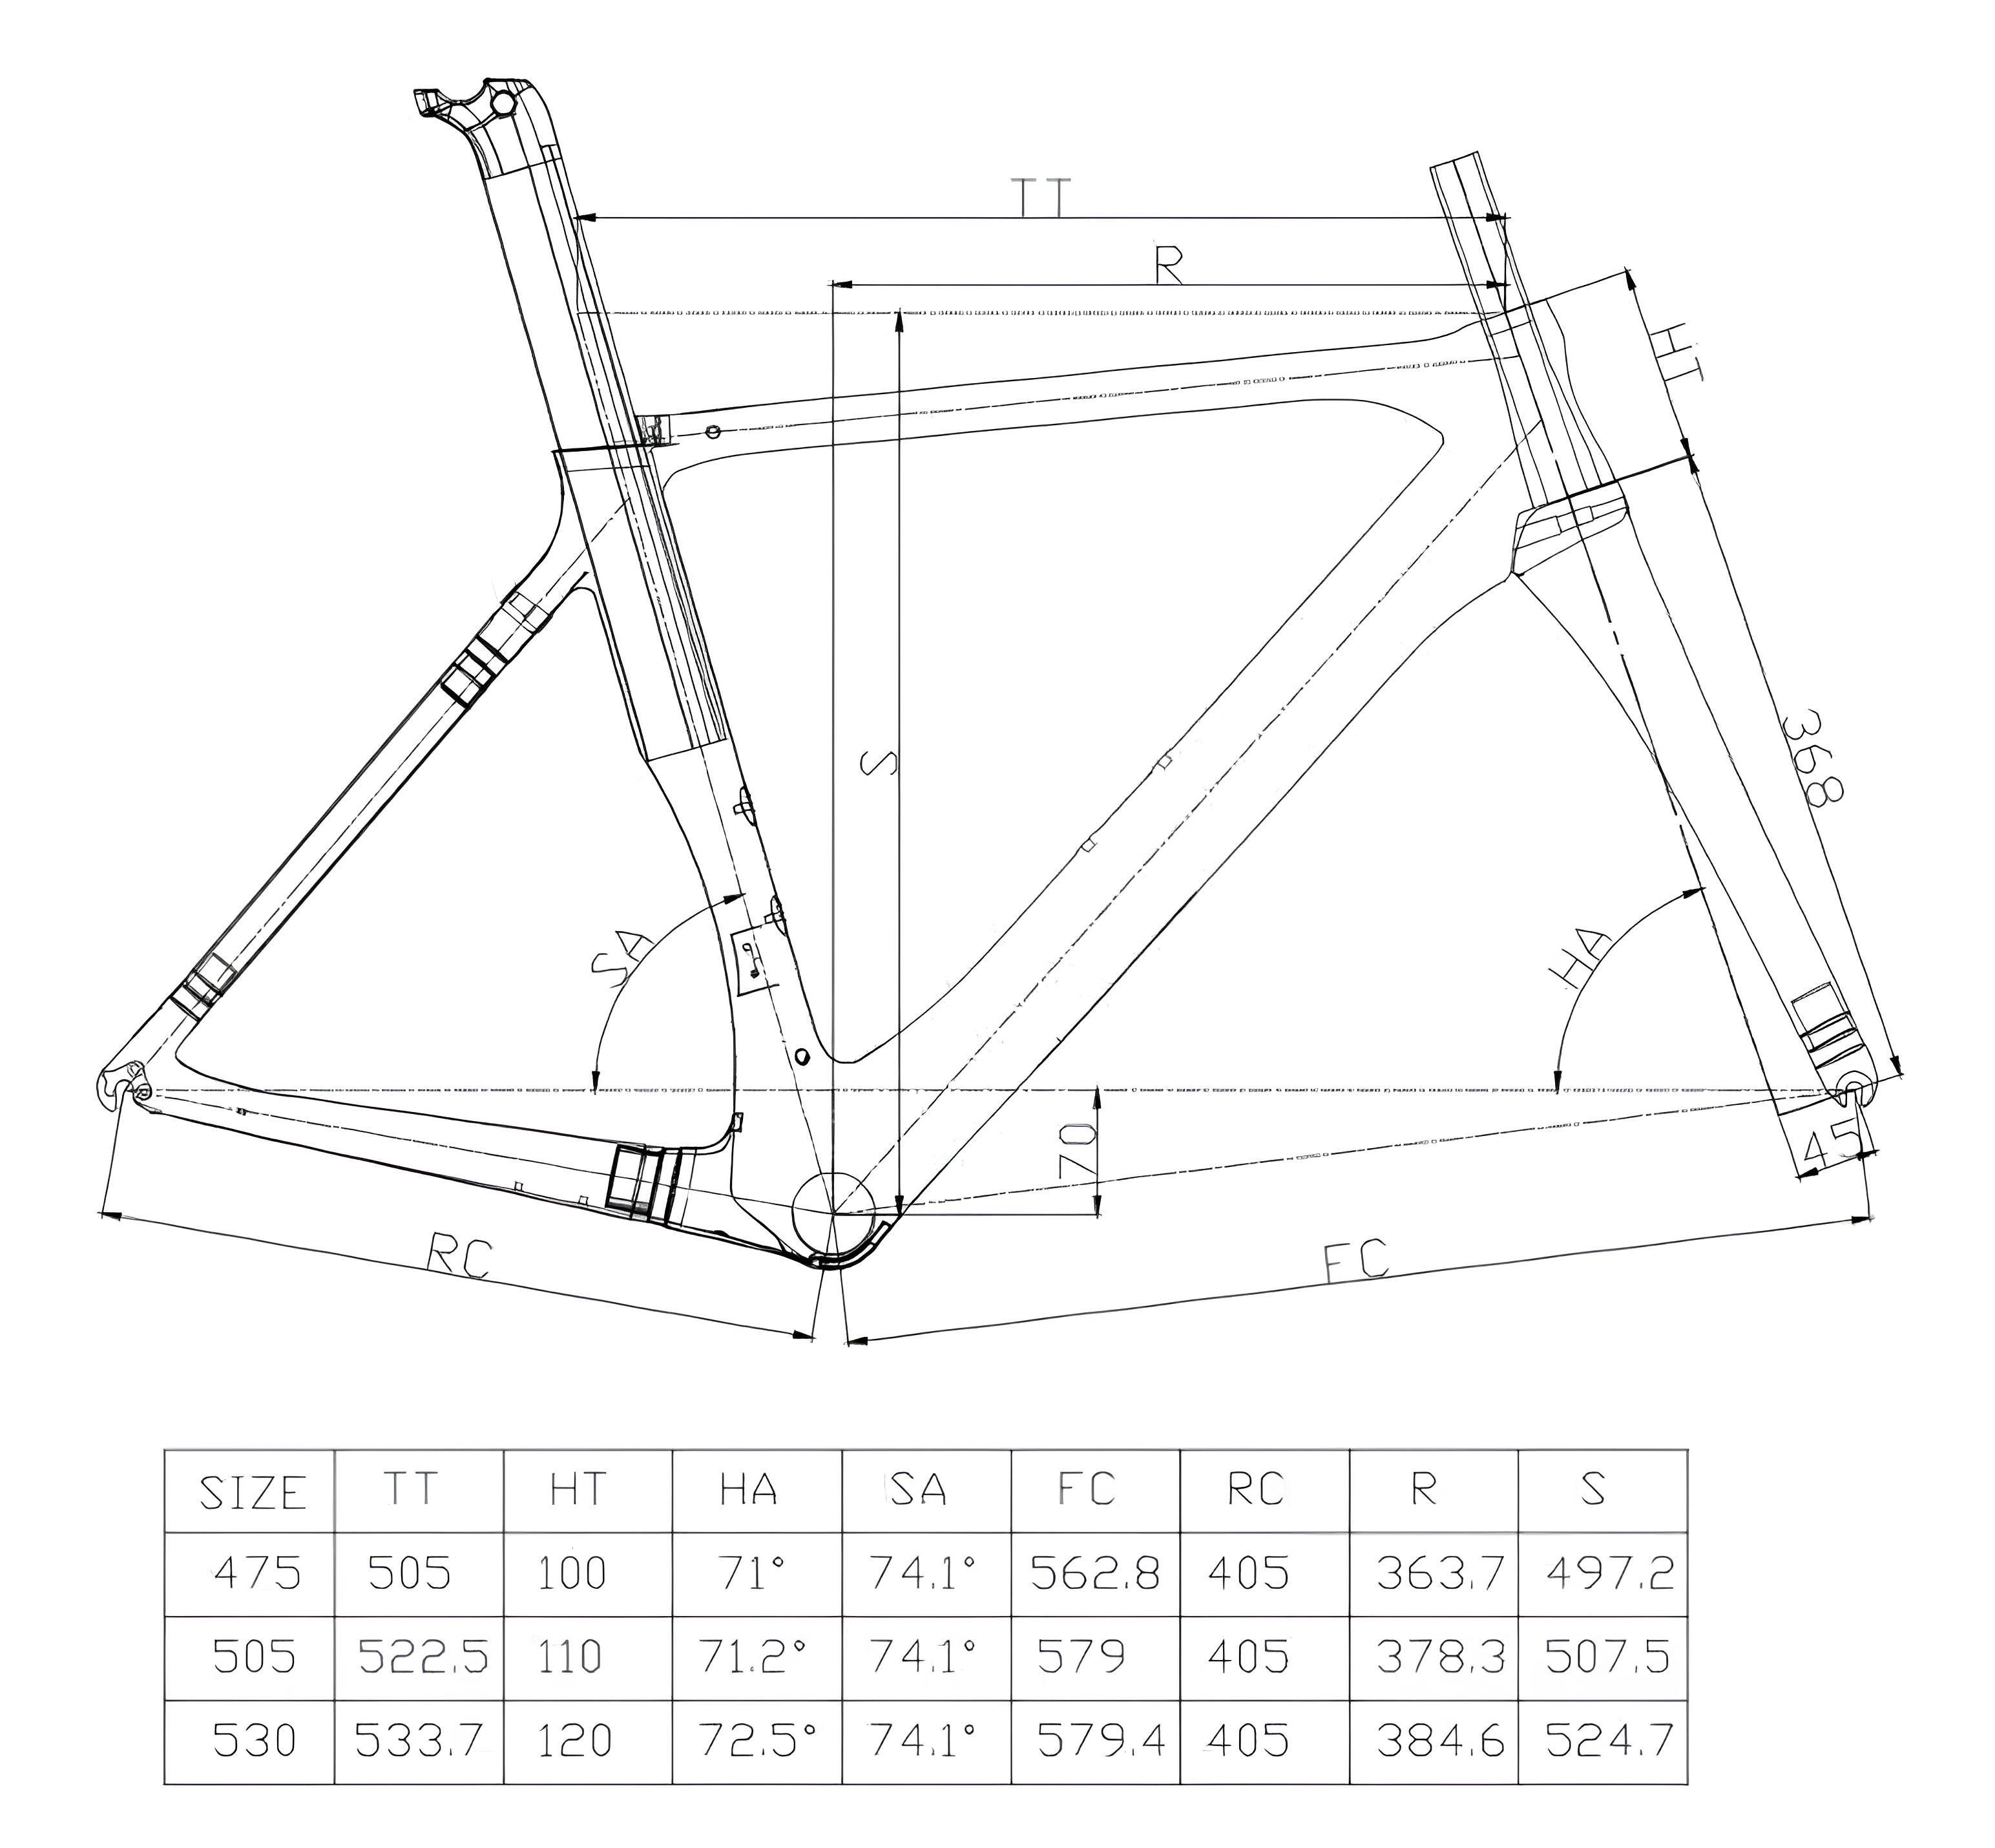 TT
R
HT
S
368
SA
HA
70
45
RC
FC
SIZE TT HT HA SA FC RC R S
475 505 100 71° 74.1° 562.8 405 363.7 497.2
505 522.5 110 71.2° 74.1° 579 405 378.3 507.5
530 533.7 120 72.5° 74.1° 579.4 405 384.6 524.7